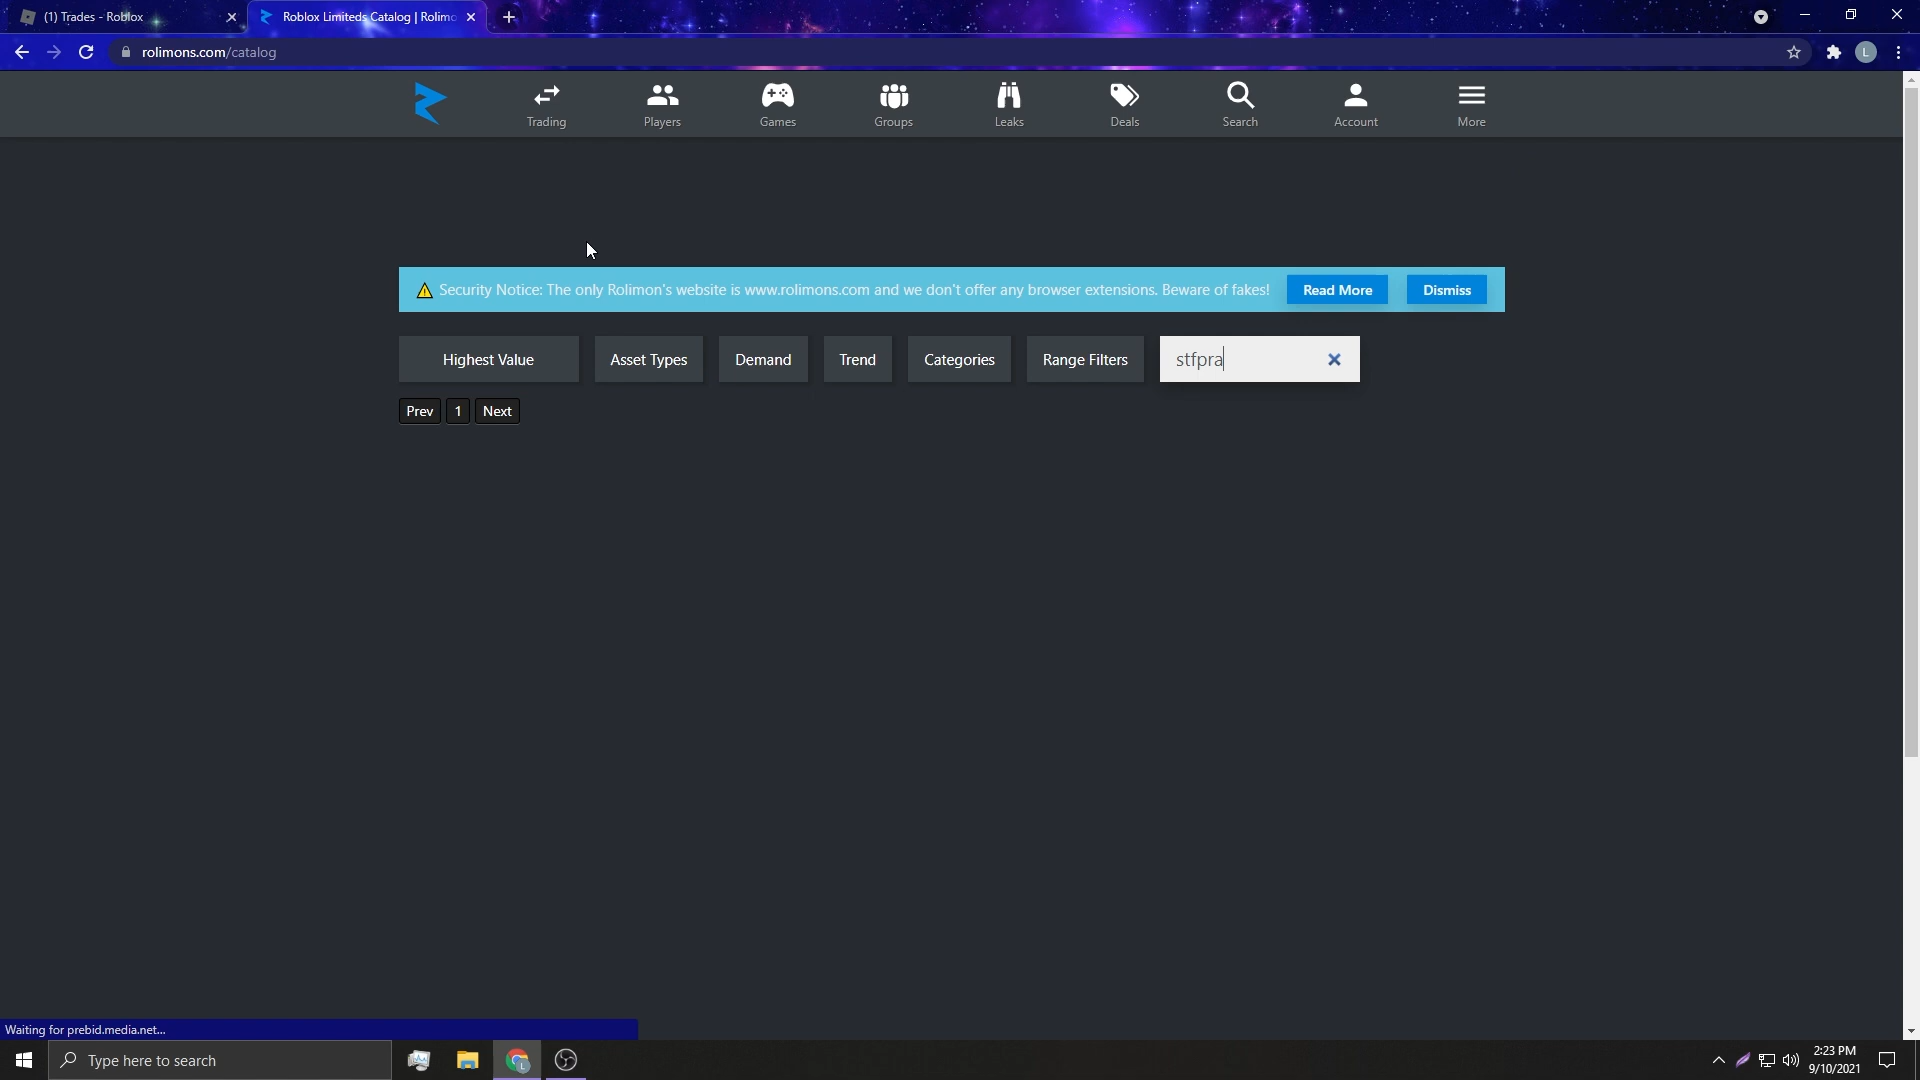 (1) Trades - Roblox
Roblox Limiteds Catalog | Rolimo
rolimons.com/catalog
L
Trading
Players
Games
Groups
Leaks
Deals
Search
Account
More
Security Notice: The only Rolimon's website is www.rolimons.com and we don't offer any browser extensions. Beware of fakes!
Read More
Dismiss
Highest Value
Asset Types
Demand
Trend
Categories
Range Filters
stfpra
Prev
1
Next
Waiting for prebid.media.net...
Type here to search
L
2:23 PM
9/10/2021